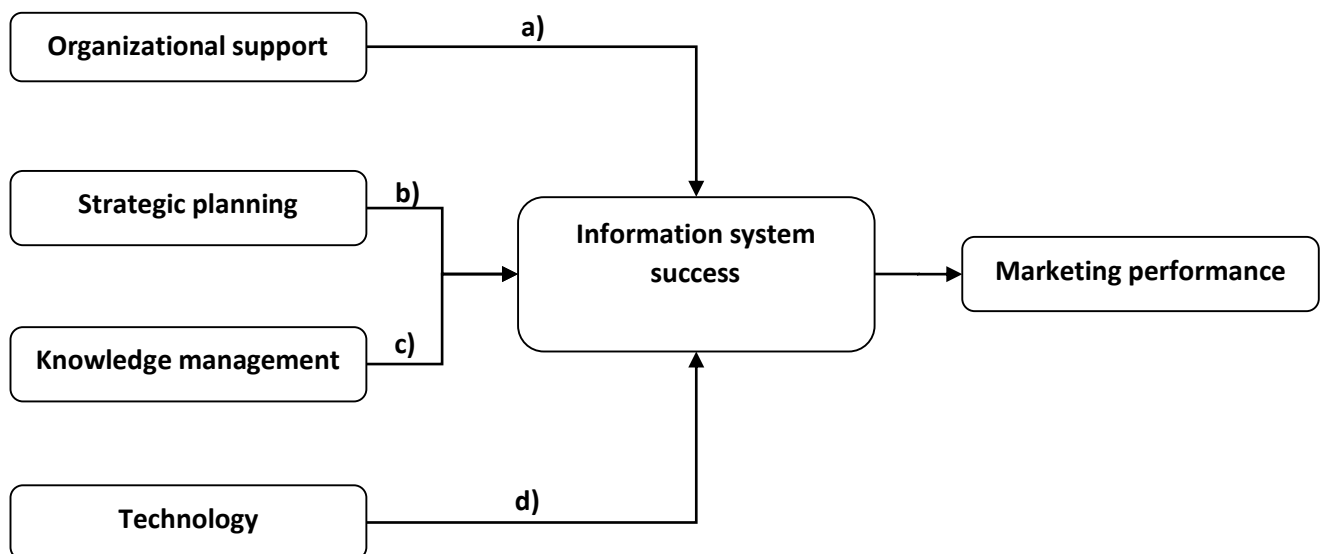 Organizational support
a)
Strategic planning
b)
Information system
success
Marketing performance
Knowledge management
c)
Technology
d)